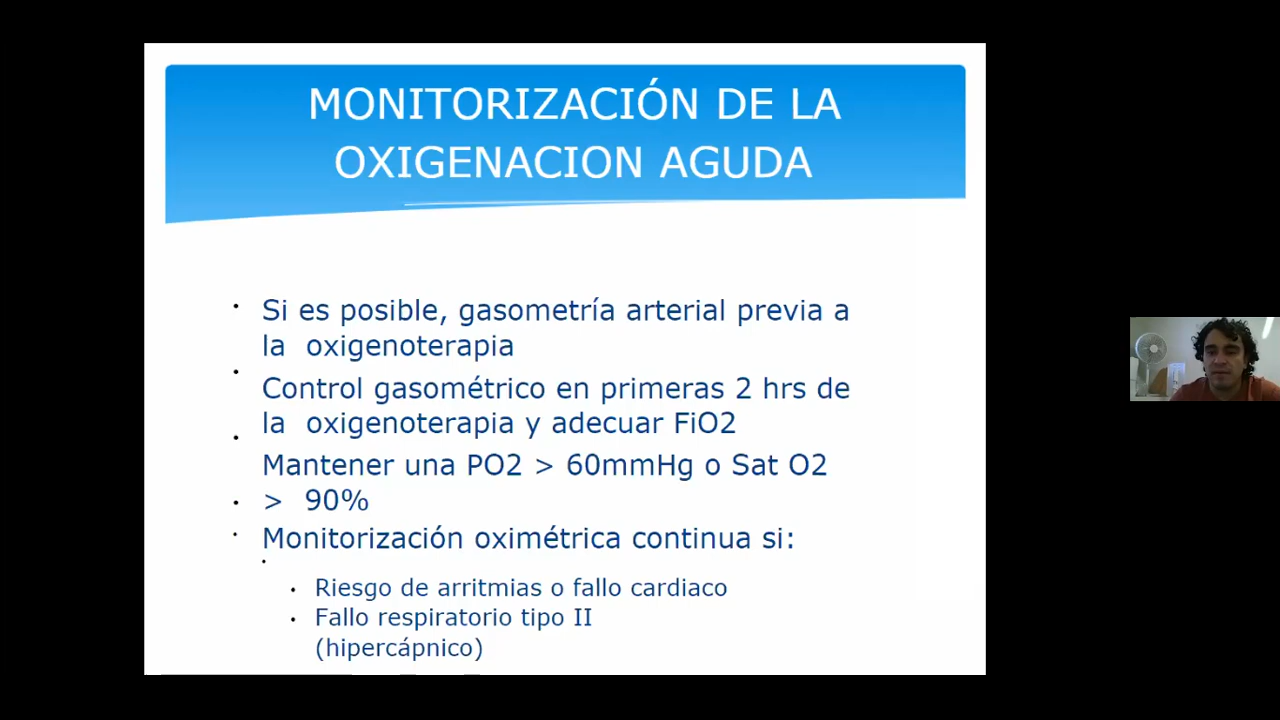 MONITORIZACIÓN DE LA
OXIGENACION AGUDA
• Si es posible, gasometría arterial previa a
la oxigenoterapia
• Control gasométrico en primeras 2 hrs de
la oxigenoterapia y adecuar FiO2
• Mantener una PO2 > 60mmHg o Sat O2
• > 90%
• Monitorización oximétrica continua si:
•
• Riesgo de arritmias o fallo cardiaco
• Fallo respiratorio tipo II
(hipercápnico)